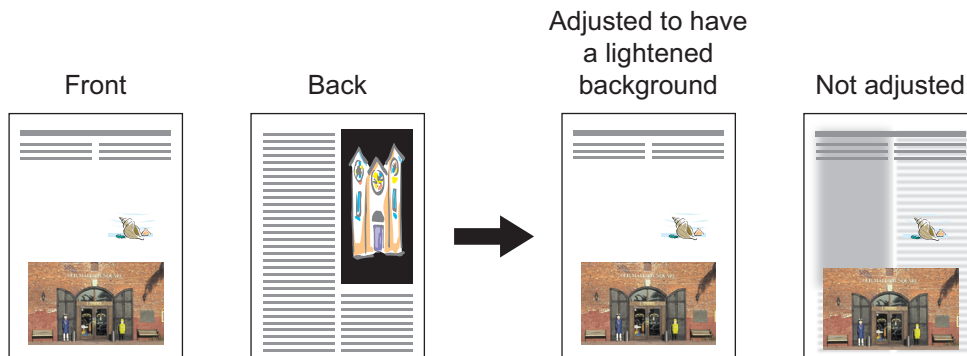 Front
Back
Adjusted to have
a lightened
background
Not adjusted